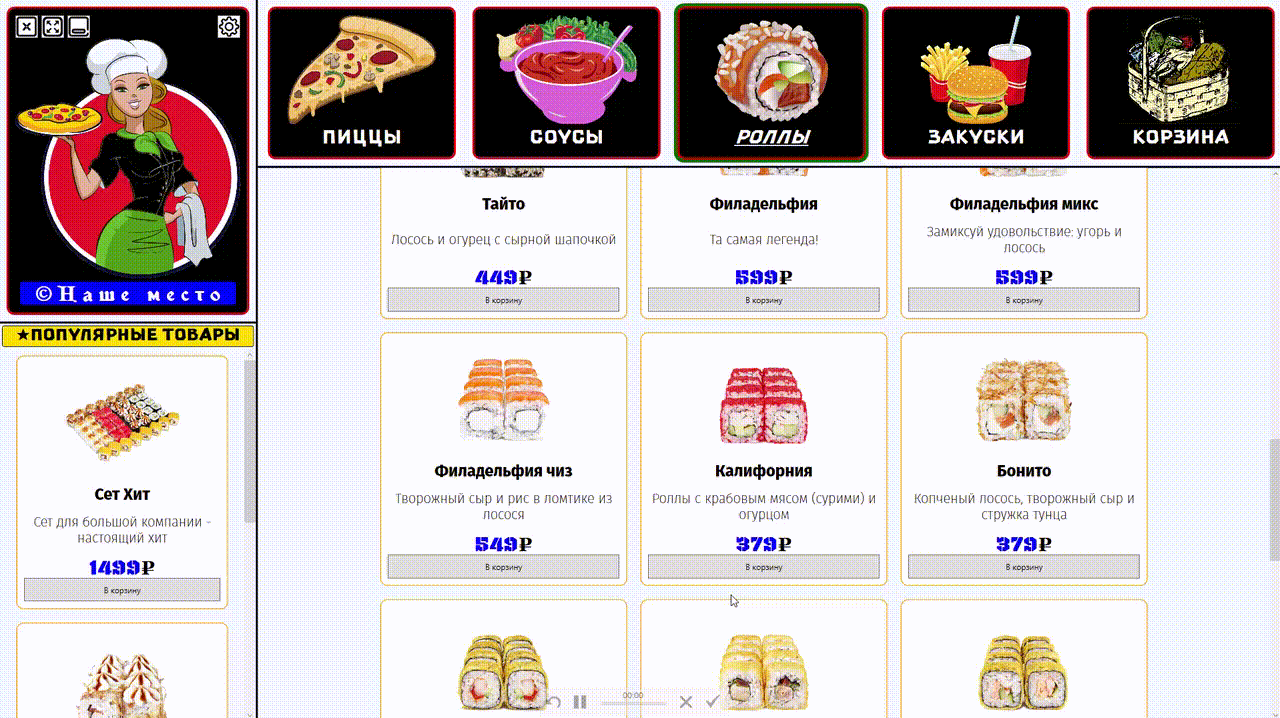 ПИЦЦЫ
СОУСЫ
РОЛЛЫ
ЗАКУСКИ
КОРЗИНА
©Наше место
★ПОПУЛЯРНЫЕ ТОВАРЫ
Сет Хит
Сет для большой компании -
настоящий хит
1499₽
В корзину
Тайто
Лосось и огурец с сырной шапочкой
449₽
В корзину
Филадельфия
Та самая легенда!
599₽
В корзину
Филадельфия микс
Замиксуй удовольствие: угорь и
лосось
599₽
В корзину
Филадельфия чиз
Творожный сыр и рис в ломтике из
лосося
549₽
В корзину
Калифорния
Роллы с крабовым мясом (сурими) и
огурцом
379₽
В корзину
Бонито
Копченый лосось, творожный сыр и
стружка тунца
379₽
В корзину
00:00